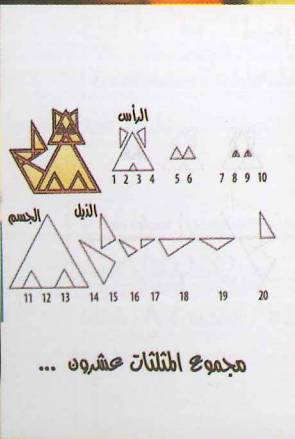 الرأس
1 2 3 4 5 6 7 8 9 10
الجسم
الذيل
11 12 13 14 15 16 17 18 19 20
مجموع المثلثات عشرون ...